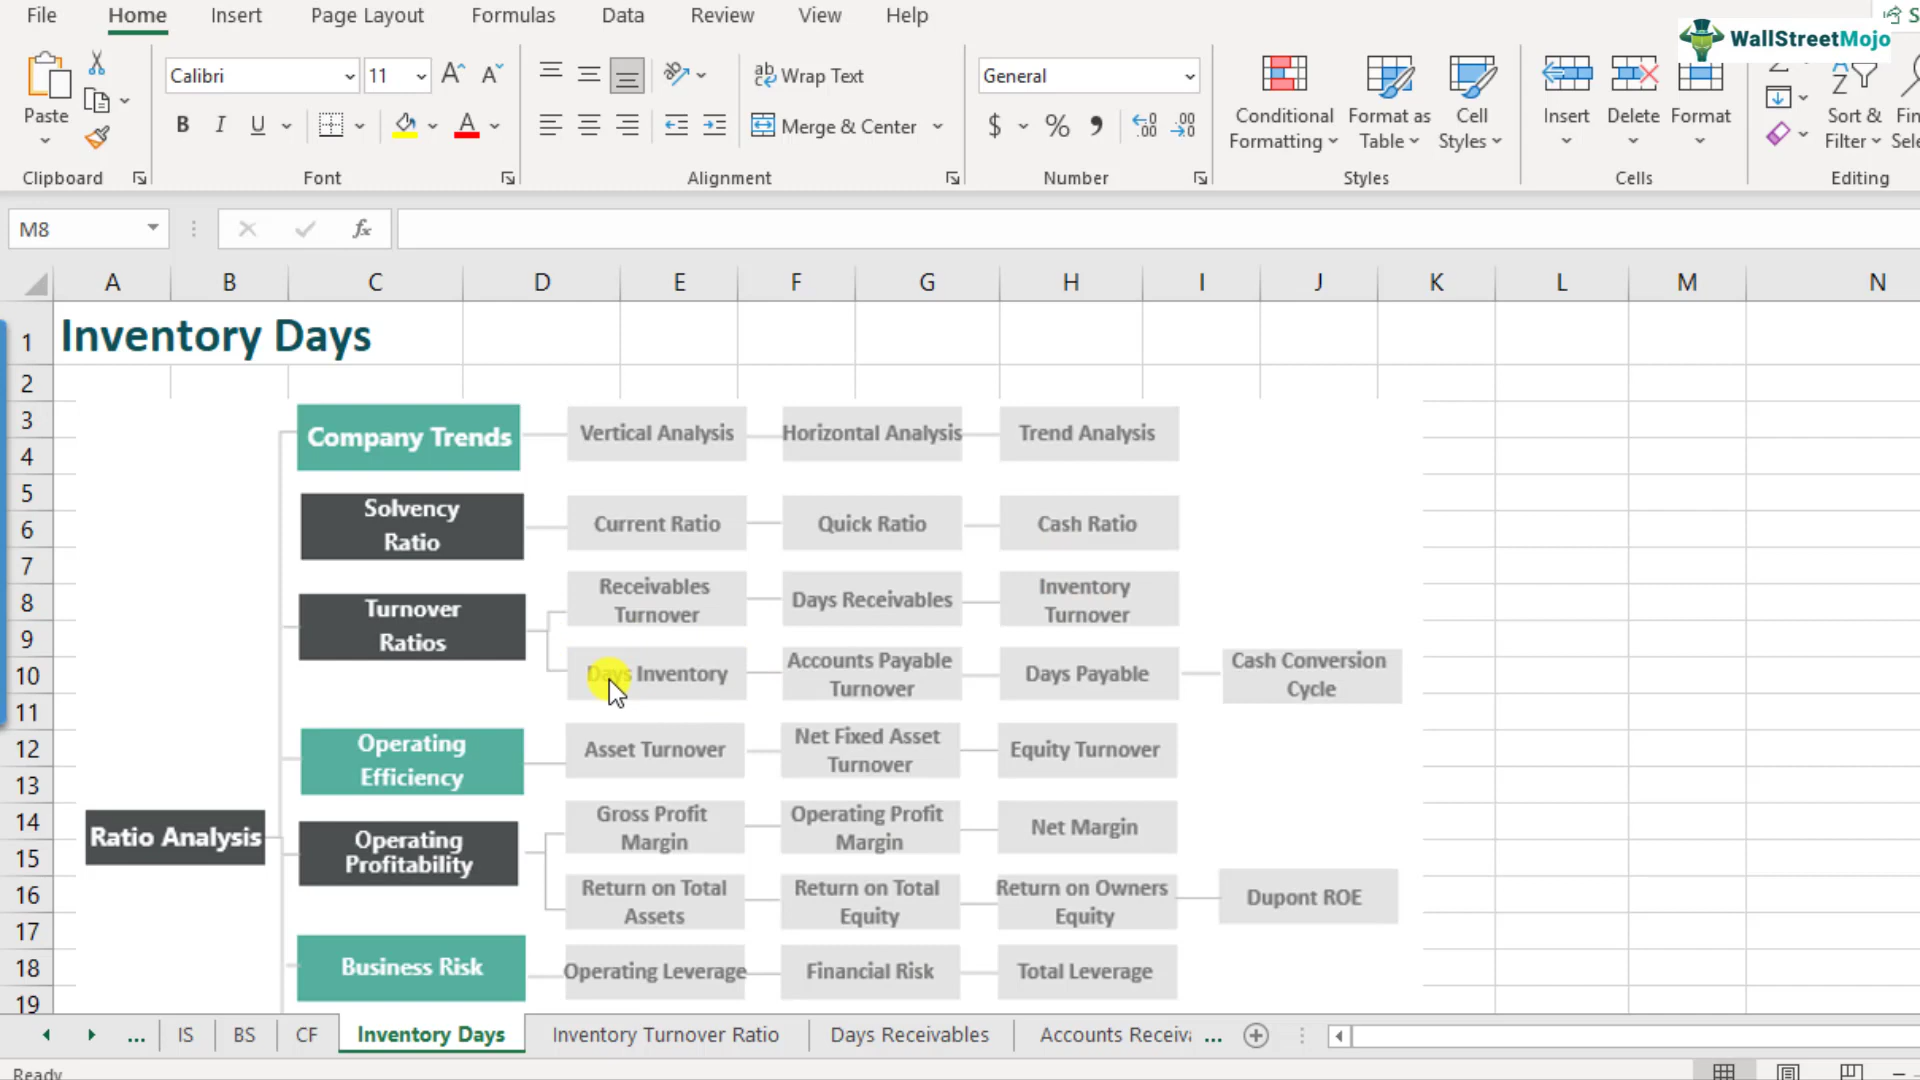 File Home Insert Page Layout Formulas Data Review View Help
WallStreetMojo
Calibri 11 A A ab Wrap Text General
Paste Conditional Formatting Format as Table Cell Styles Insert Delete Format Sort & Filter
B I U A Merge & Center $ % 9 .00
Clipboard Font Alignment Number Styles Cells Editing
M8 fx
A B C D E F G H I J K L M N
1 Inventory Days
2
3
4
5
6
7
8
9
10
11
12
13
14
15
16
17
18
19
Company Trends Vertical Analysis Horizontal Analysis Trend Analysis
Solvency
Ratio
Current Ratio Quick Ratio Cash Ratio
Turnover
Ratios
Receivables
Turnover
Days Receivables
Inventory
Turnover
Days Inventory
Accounts Payable
Turnover
Days Payable
Cash Conversion
Cycle
Operating
Efficiency
Asset Turnover
Net Fixed Asset
Turnover
Equity Turnover
Ratio Analysis
Operating
Profitability
Gross Profit
Margin
Operating Profit
Margin
Net Margin
Return on Total
Assets
Return on Total
Equity
Return on Owners
Equity
Dupont ROE
Business Risk Operating Leverage Financial Risk Total Leverage
... IS BS CF Inventory Days Inventory Turnover Ratio Days Receivables Accounts Receiv ...
Ready